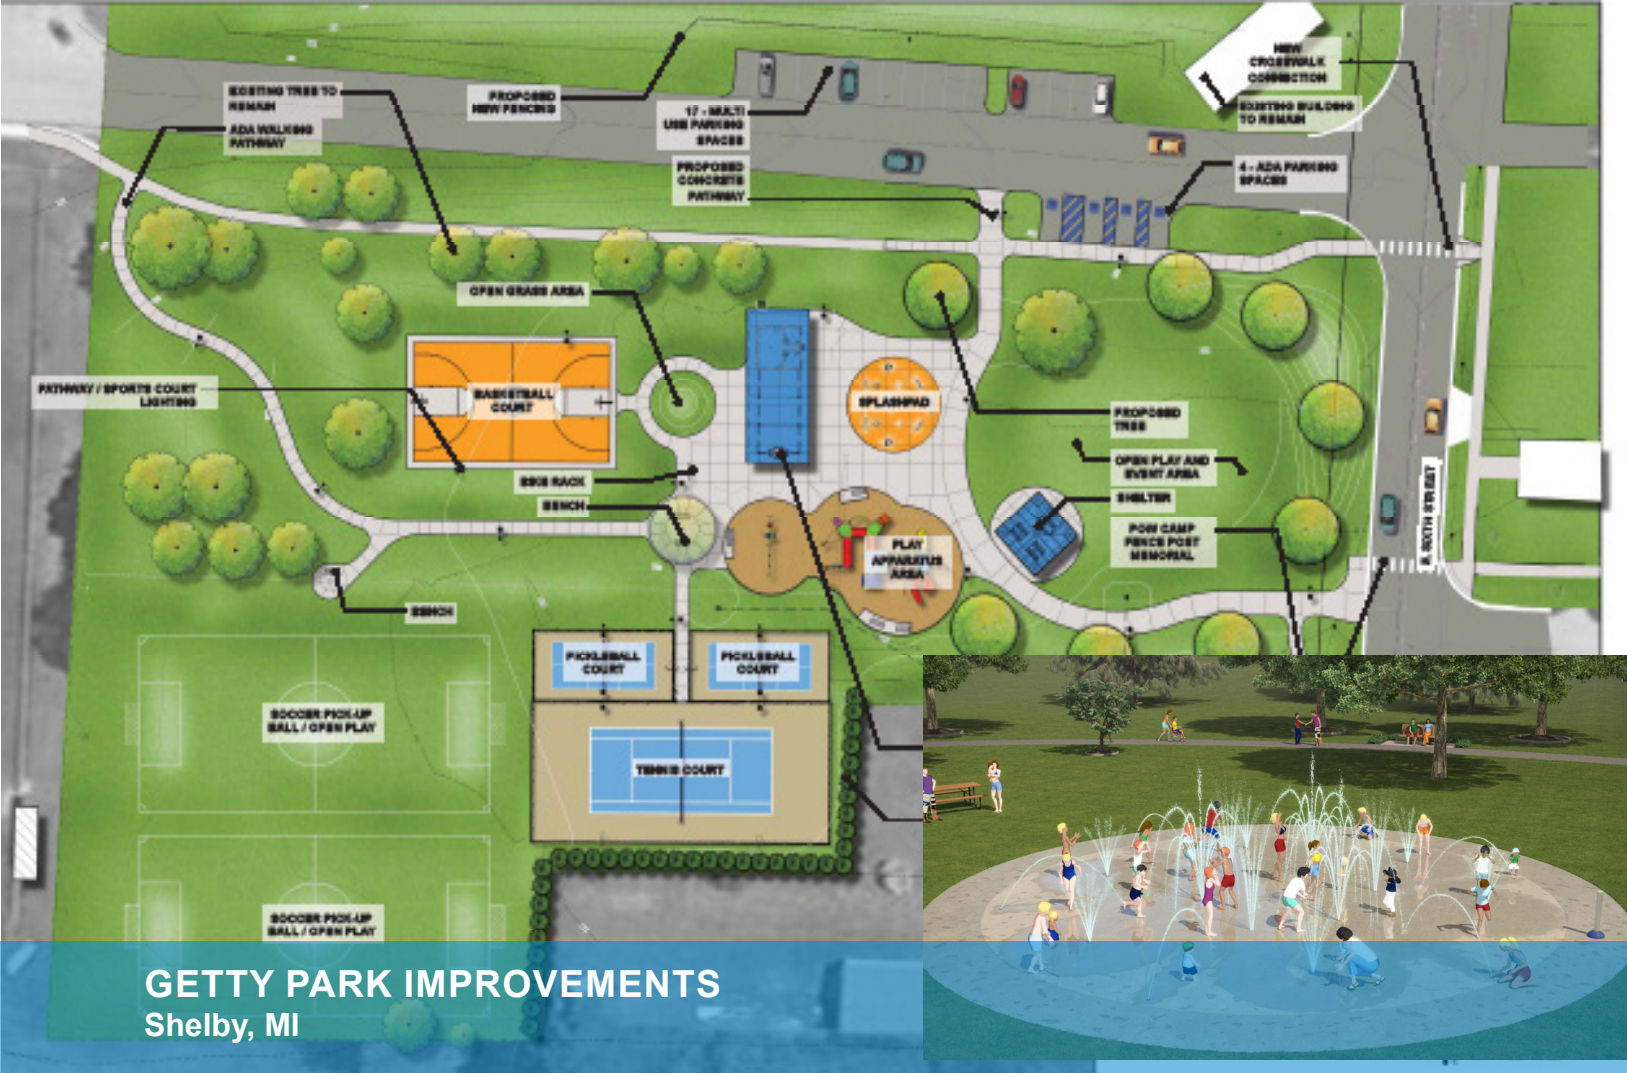 NEW
CROSSWALK
CONNECTION
EXISTING BUILDING
TO REMAIN
EXISTING TREE TO
REMAIN
ADA WALKING
PATHWAY
PROPOSED
NEW FENCING
17 - MULTI
USE PARKING
SPACES
PROPOSED
CONCRETE
PATHWAY
4 - ADA PARKING
SPACES
OPEN GRASS AREA
PATHWAY / SPORTS COURT
LIGHTING
BASKETBALL
COURT
SPLASHPAD
PROPOSED
TREE
OPEN PLAY AND
EVENT AREA
BIKE RACK
BENCH
SHELTER
POW CAMP
FENCE POST
MEMORIAL
PLAY
APPARATUS
AREA
BENCH
PICKLEBALL
COURT
PICKLEBALL
COURT
SOCCER PICK-UP
BALL / OPEN PLAY
TENNIS COURT
SOCCER PICK-UP
BALL / OPEN PLAY
GETTY PARK IMPROVEMENTS
Shelby, MI